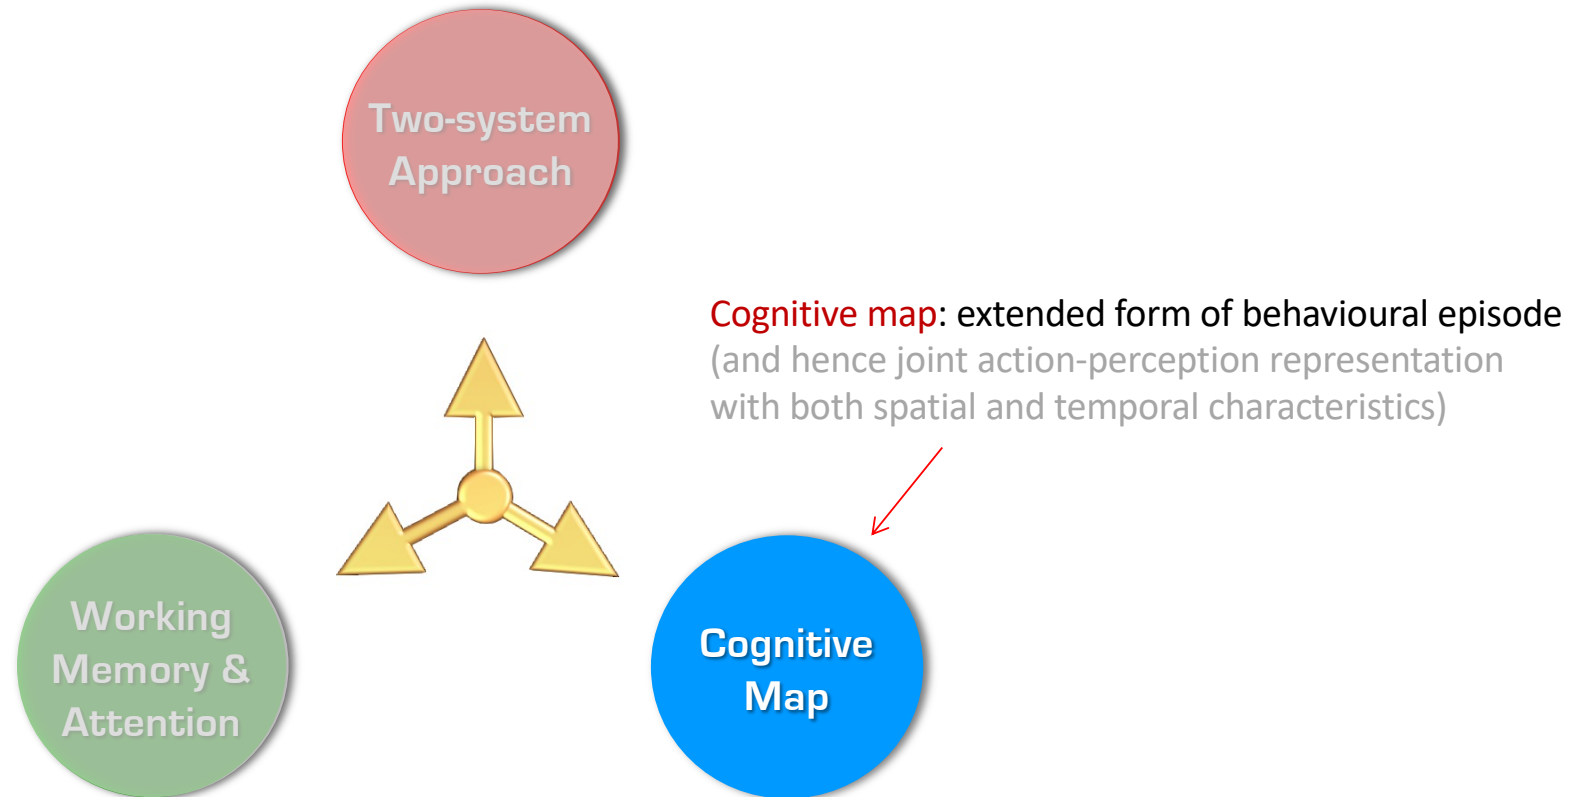 Two-system
Approach
Cognitive map: extended form of behavioural episode
(and hence joint action-perception representation
with both spatial and temporal characteristics)
Working
Memory &
Attention
Cognitive
Map